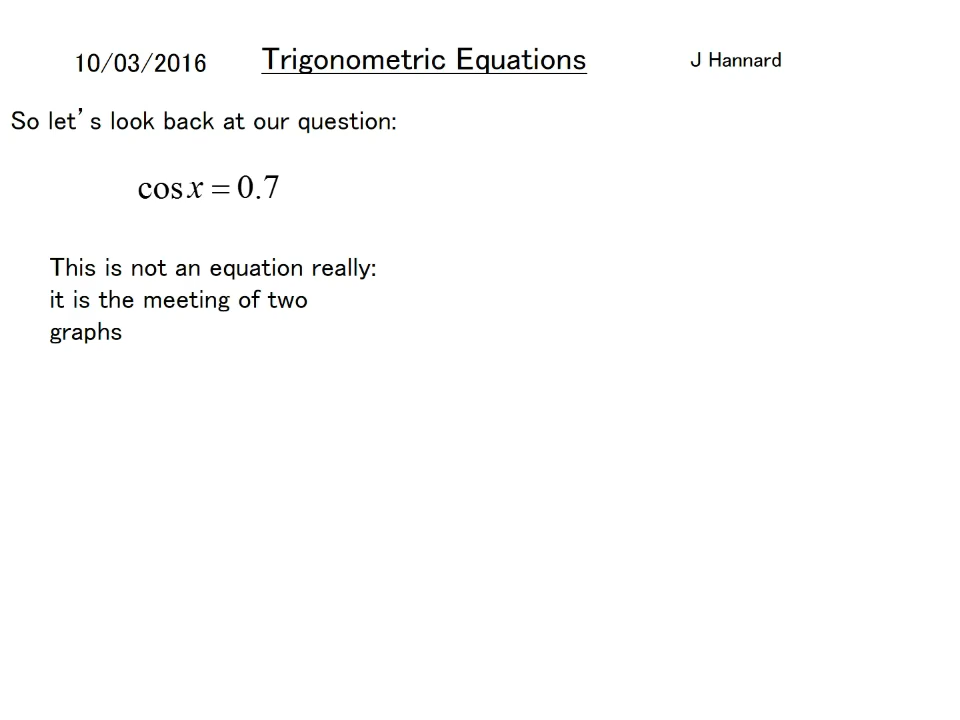 10/03/2016 Trigonometric Equations J Hannard
So let's look back at our question:
cos x = 0.7
This is not an equation really:
it is the meeting of two
graphs